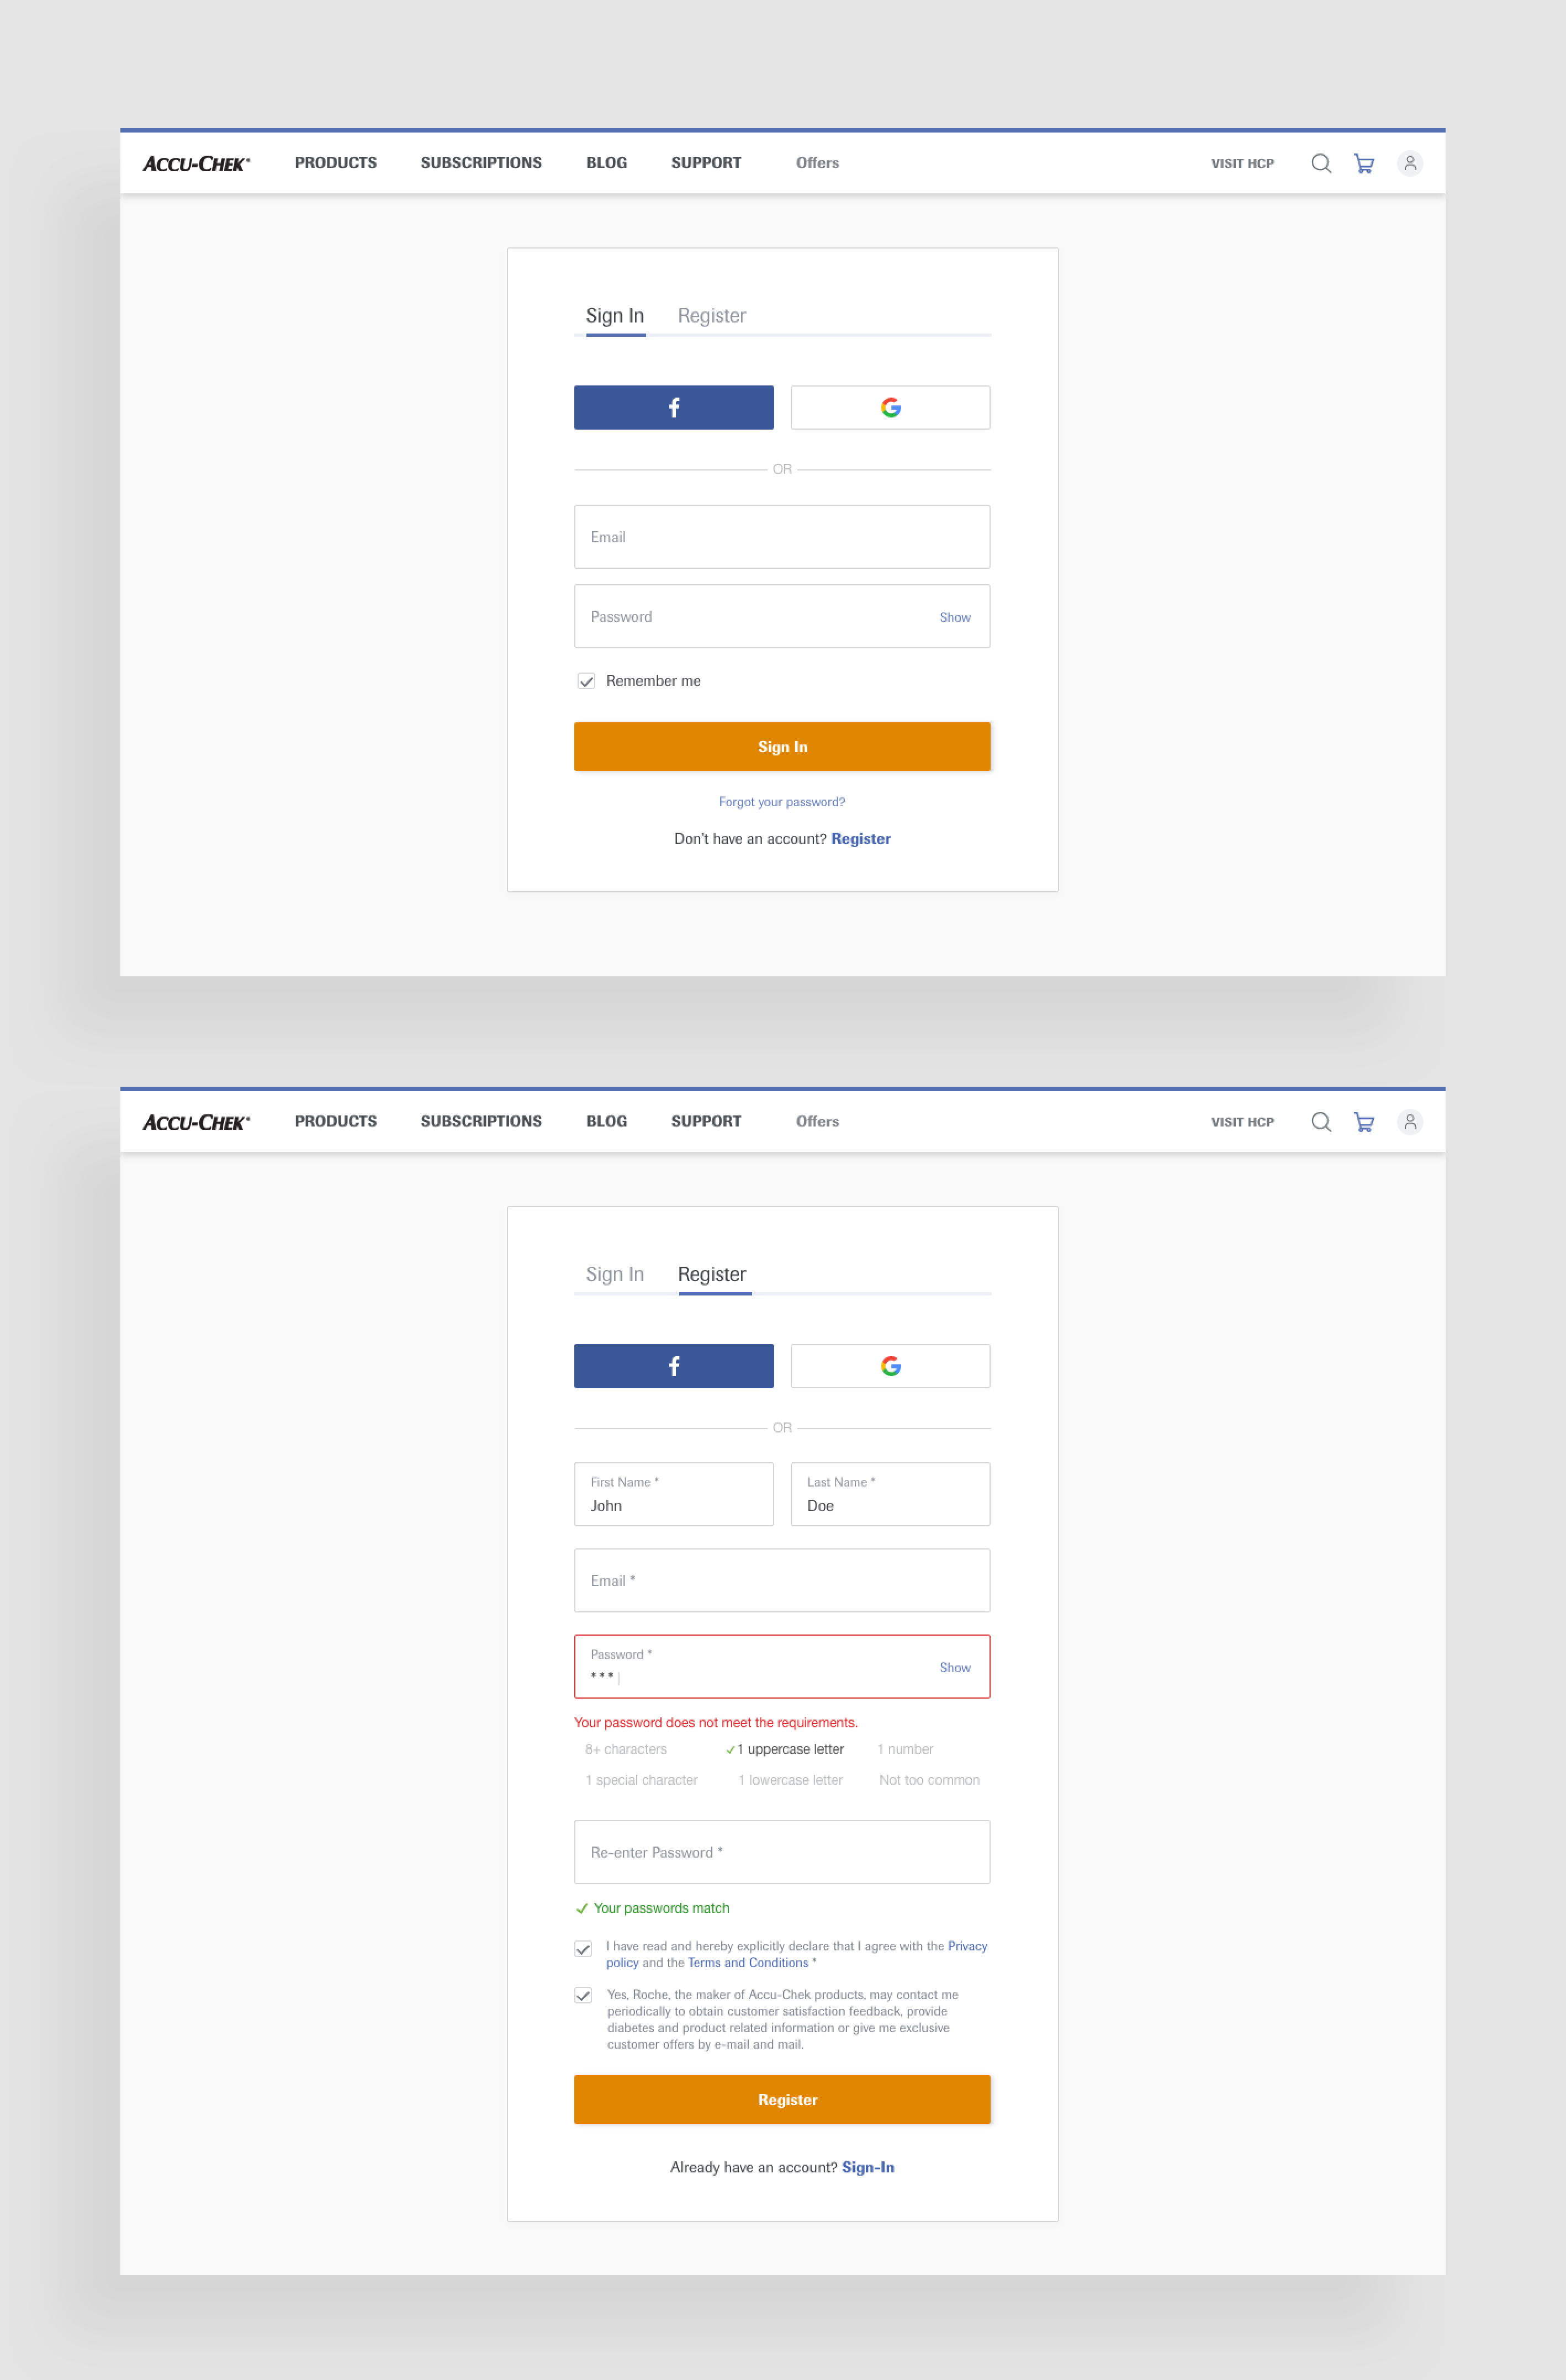 ACCU-CHEK® PRODUCTS SUBSCRIPTIONS BLOG SUPPORT Offers VISIT HCP
Sign In Register
f G
OR
Email
Password Show
Remember me
Sign In
Forgot your password?
Don't have an account? Register
ACCU-CHEK® PRODUCTS SUBSCRIPTIONS BLOG SUPPORT Offers VISIT HCP
Sign In Register
f G
OR
First Name * Last Name *
John Doe
Email *
Password *
*** Show
Your password does not meet the requirements.
8+ characters 1 uppercase letter 1 number
1 special character 1 lowercase letter Not too common
Re-enter Password *
Your passwords match
I have read and hereby explicitly declare that I agree with the Privacy
policy and the Terms and Conditions *
Yes, Roche, the maker of Accu-Chek products, may contact me
periodically to obtain customer satisfaction feedback, provide
diabetes and product related information or give me exclusive
customer offers by e-mail and mail.
Register
Already have an account? Sign-In